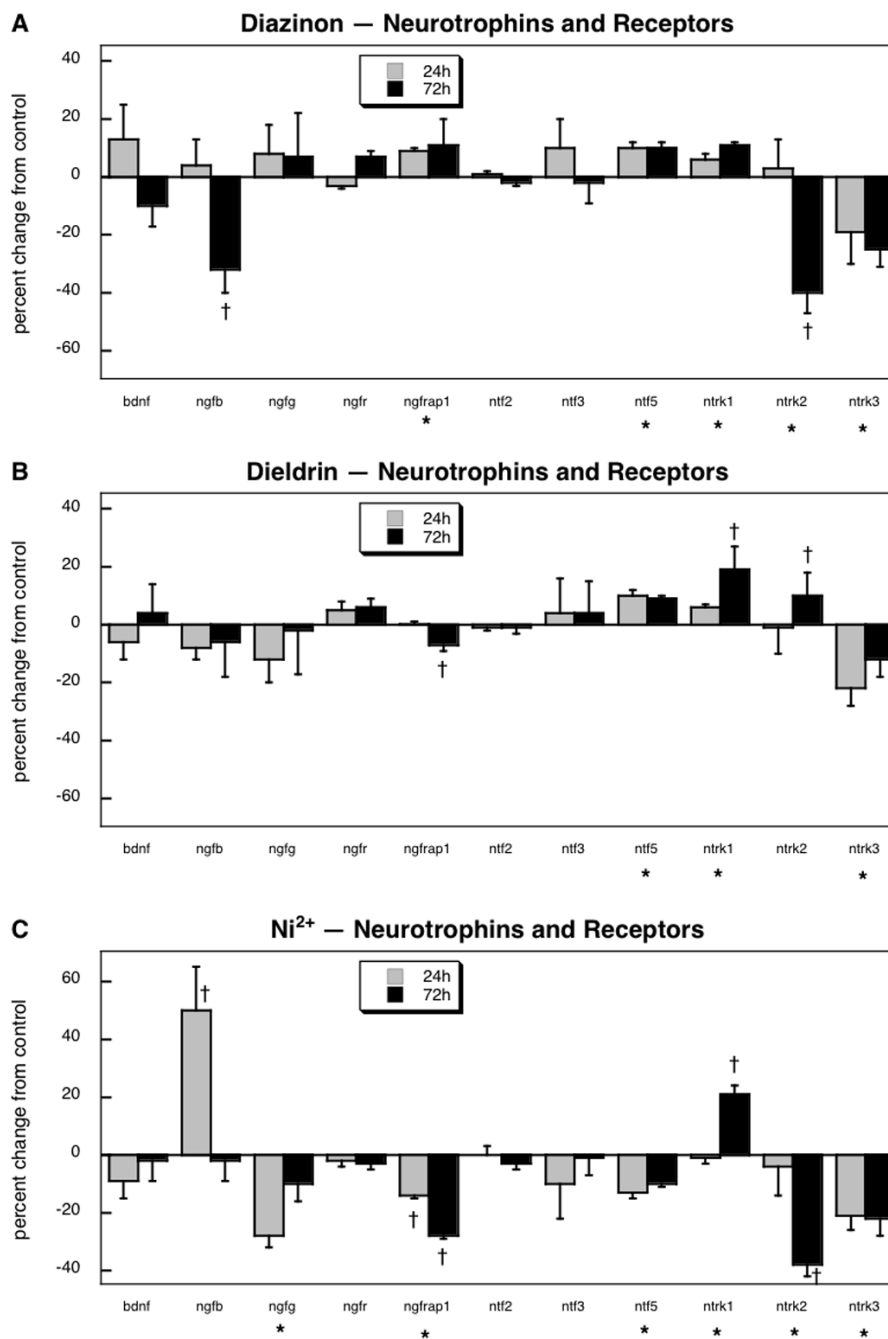 A
Diazinon — Neurotrophins and Receptors
percent change from control
40
20
0
-20
-40
-60
24h
72h
†
†
bdnf ngfb ngfg ngfr ngfrap1 ntf2 ntf3 ntf5 ntrk1 ntrk2 ntrk3
* * * * *
B
Dieldrin — Neurotrophins and Receptors
percent change from control
40
20
0
-20
-40
-60
24h
72h
†
†
†
bdnf ngfb ngfg ngfr ngfrap1 ntf2 ntf3 ntf5 ntrk1 ntrk2 ntrk3
* * *
C
Ni²⁺ — Neurotrophins and Receptors
percent change from control
60
40
20
0
-20
-40
24h
72h
†
†
†
†
†
bdnf ngfb ngfg ngfr ngfrap1 ntf2 ntf3 ntf5 ntrk1 ntrk2 ntrk3
* * * * * *